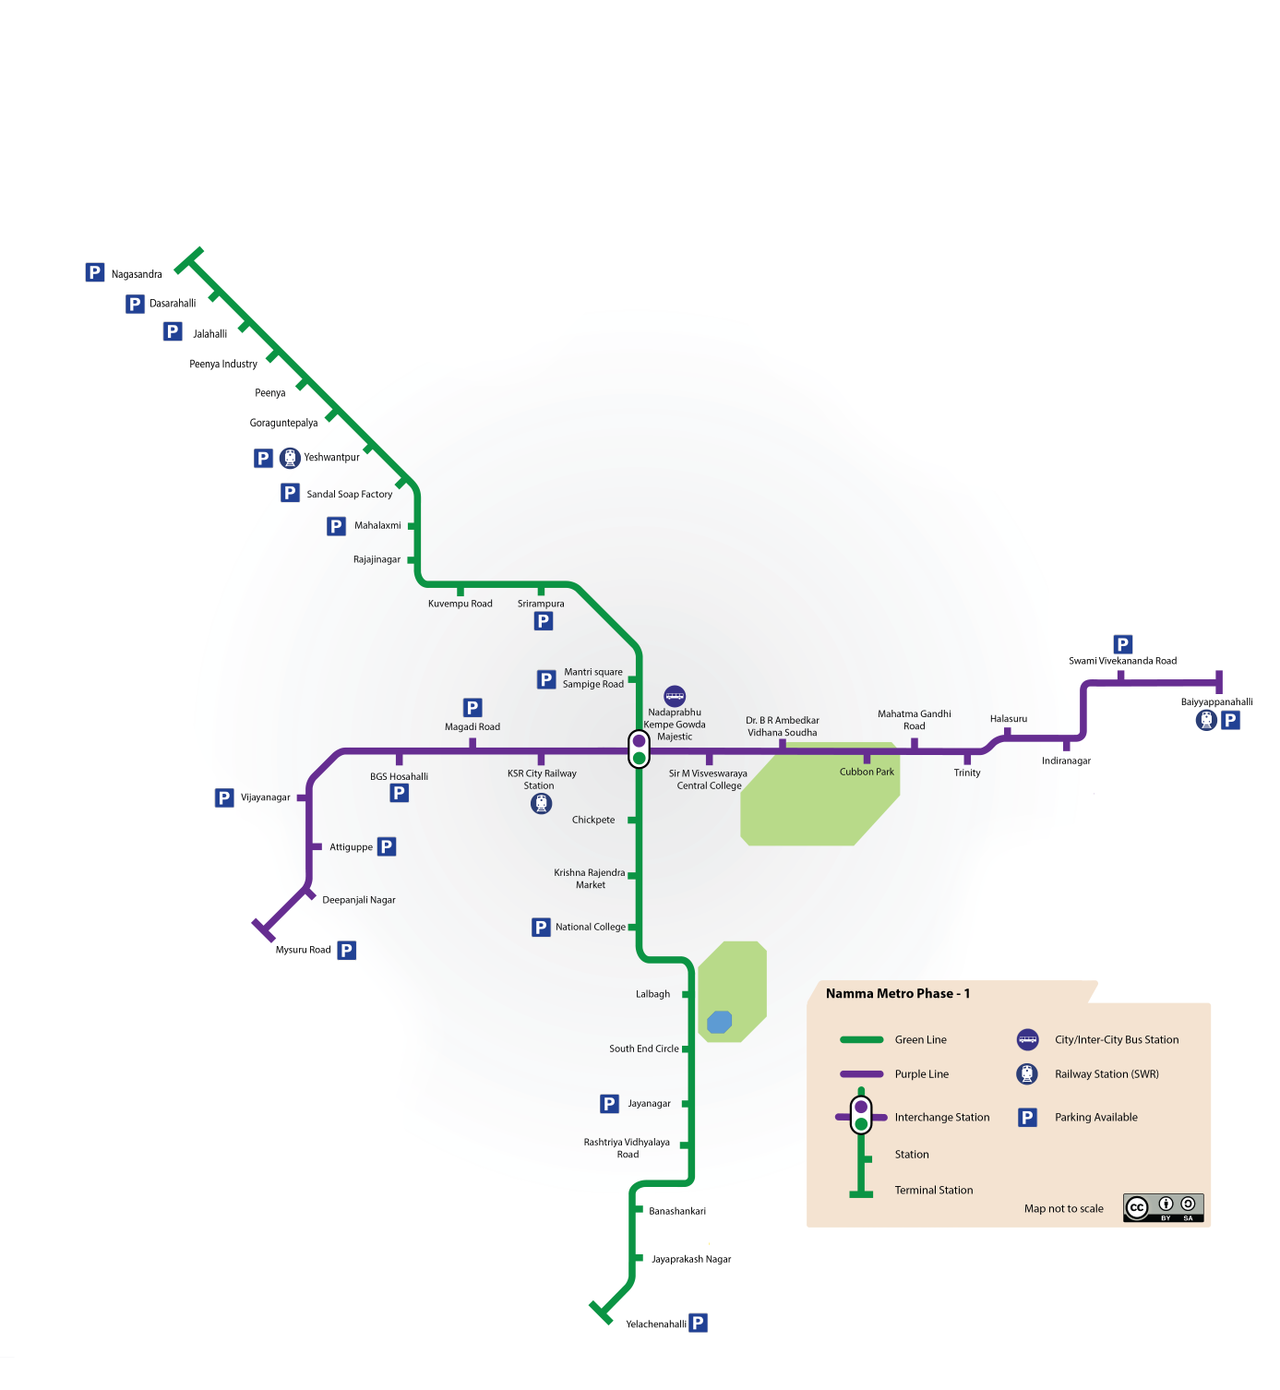 P Nagasandra
P Dasarahalli
P Jalahalli
Peenya Industry
Peenya
Goraguntepalya
P Yeshwantpur
P Sandal Soap Factory
P Mahalaxmi
Rajajinagar
Kuvempu Road
Srirampura
P
P Mantri square
Sampige Road
Nadaprabhu
Kempe Gowda
Majestic
P
Magadi Road
BGS Hosahalli
P
KSR City Railway
Station
P Vijayanagar
Attiguppe P
Deepanjali Nagar
Mysuru Road P
Sir M Visveswaraya
Central College
Dr. B R Ambedkar
Vidhana Soudha
Cubbon Park
Mahatma Gandhi
Road
Trinity
Halasuru
Indiranagar
P
Swami Vivekananda Road
Baiyyappanahalli
P
Chickpete
Krishna Rajendra
Market
P National College
Lalbagh
South End Circle
P Jayanagar
Rashtriya Vidhyalaya
Road
Banashankari
Jayaprakash Nagar
Yelachenahalli P
Namma Metro Phase - 1
Green Line
Purple Line
Interchange Station
Station
Terminal Station
City/Inter-City Bus Station
Railway Station (SWR)
P Parking Available
Map not to scale
cc
BY SA